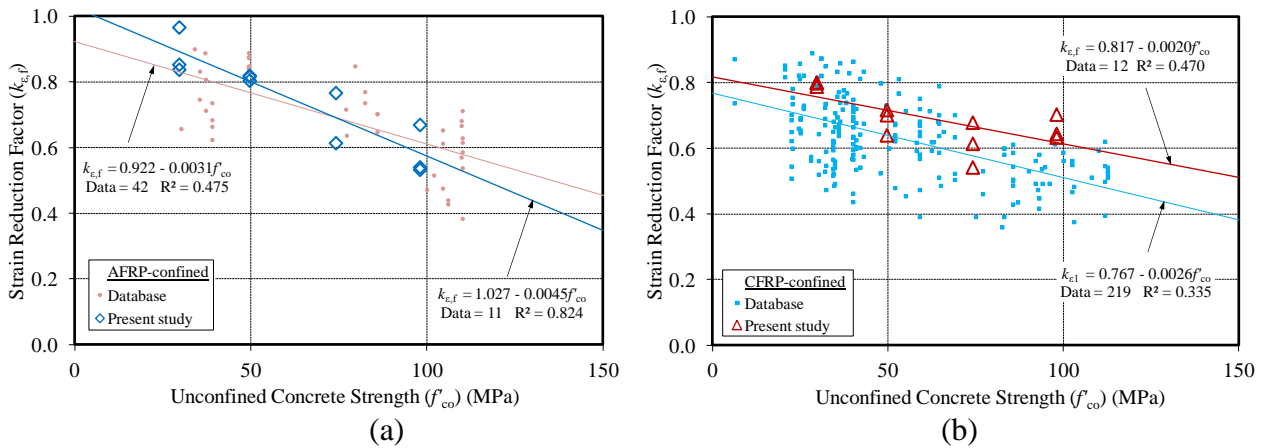 1.0
0.8
0.6
0.4
0.2
0.0
Strain Reduction Factor (kε,f)
kε,f = 0.922 - 0.0031f'co
Data = 42 R² = 0.475
AFRP-confined
Database
Present study
kε,f = 1.027 - 0.0045f'co
Data = 11 R² = 0.824
0 50 100 150
Unconfined Concrete Strength (f'co) (MPa)
(a)
1.0
0.8
0.6
0.4
0.2
0.0
Strain Reduction Factor (kε,f)
kε,f = 0.817 - 0.0020f'co
Data = 12 R² = 0.470
CFRP-confined
Database
Present study
kε1 = 0.767 - 0.0026f'co
Data = 219 R² = 0.335
0 50 100 150
Unconfined Concrete Strength (f'co) (MPa)
(b)